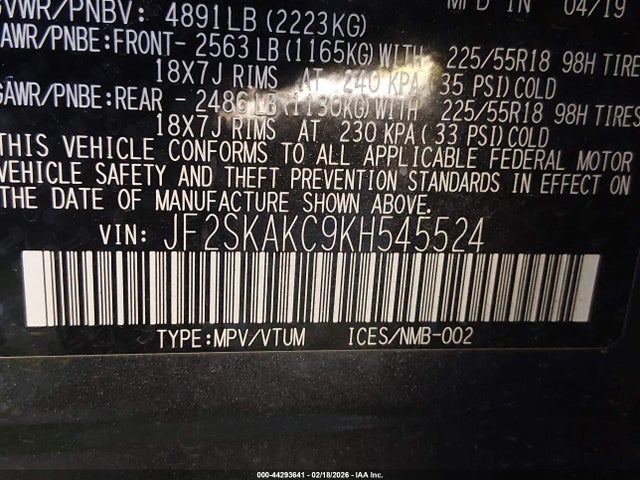 GVWR/PNBV: 4891LB(2223KG) MFD IN 04/19
GAWR/PNBE:FRONT- 2563LB(1165KG)WITH 225/55R18 98H TIRE
18X7J RIMS AT 240 KPA(35 PSI)COLD
GAWR/PNBE:REAR - 2486LB(1130KG)WITH 225/55R18 98H TIRES
18X7J RIMS AT 230 KPA(33 PSI)COLD
THIS VEHICLE CONFORMS TO ALL APPLICABLE FEDERAL MOTOR
VEHICLE SAFETY AND THEFT PREVENTION STANDARDS IN EFFECT ON
THE DATE OF MANUFACTURE SHOWN ABOVE.
VIN: JF2SKAKC9KH545524
TYPE:MPV/VTUM ICES/NMB-002
000-44293641 - 02/18/2026 - IAA Inc.